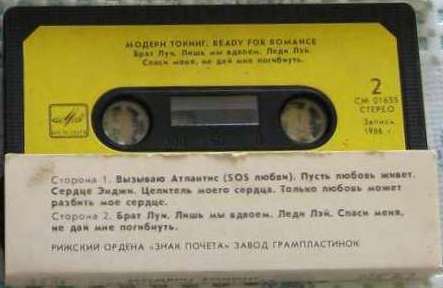 МОДЕРН ТОКИНГ. READY FOR ROMANCE
Брат Луи. Лишь мы вдвоем. Леди Лэй.
Спаси меня, не дай мне погибнуть.
2
СМ 01655
СТЕРЕО
Запись
1986 г.
Сторона 1. Вызываю Атлантис (SOS любви). Пусть любовь живет.
Сердце Энджи. Целитель моего сердца. Только любовь может
разбить мое сердце.
Сторона 2. Брат Луи. Лишь мы вдвоем. Леди Лэй. Спаси меня,
не дай мне погибнуть.
РИЖСКИЙ ОРДЕНА «ЗНАК ПОЧЕТА» ЗАВОД ГРАМПЛАСТИНОК